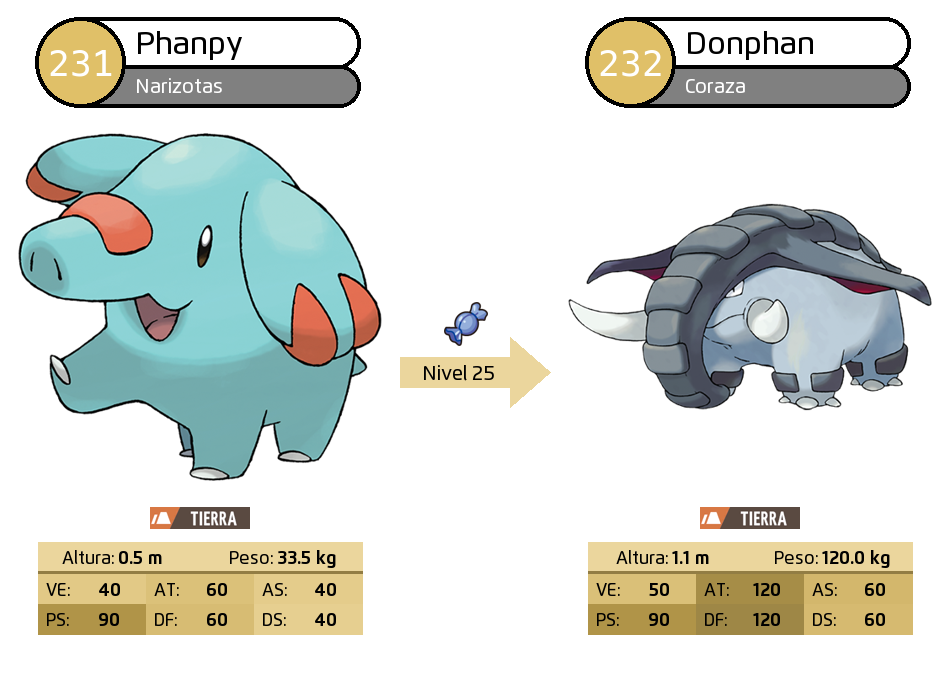 231 Phanpy
Narizotas
232 Donphan
Coraza
Nivel 25
TIERRA
Altura: 0.5 m Peso: 33.5 kg
VE: 40 AT: 60 AS: 40
PS: 90 DF: 60 DS: 40
TIERRA
Altura: 1.1 m Peso: 120.0 kg
VE: 50 AT: 120 AS: 60
PS: 90 DF: 120 DS: 60